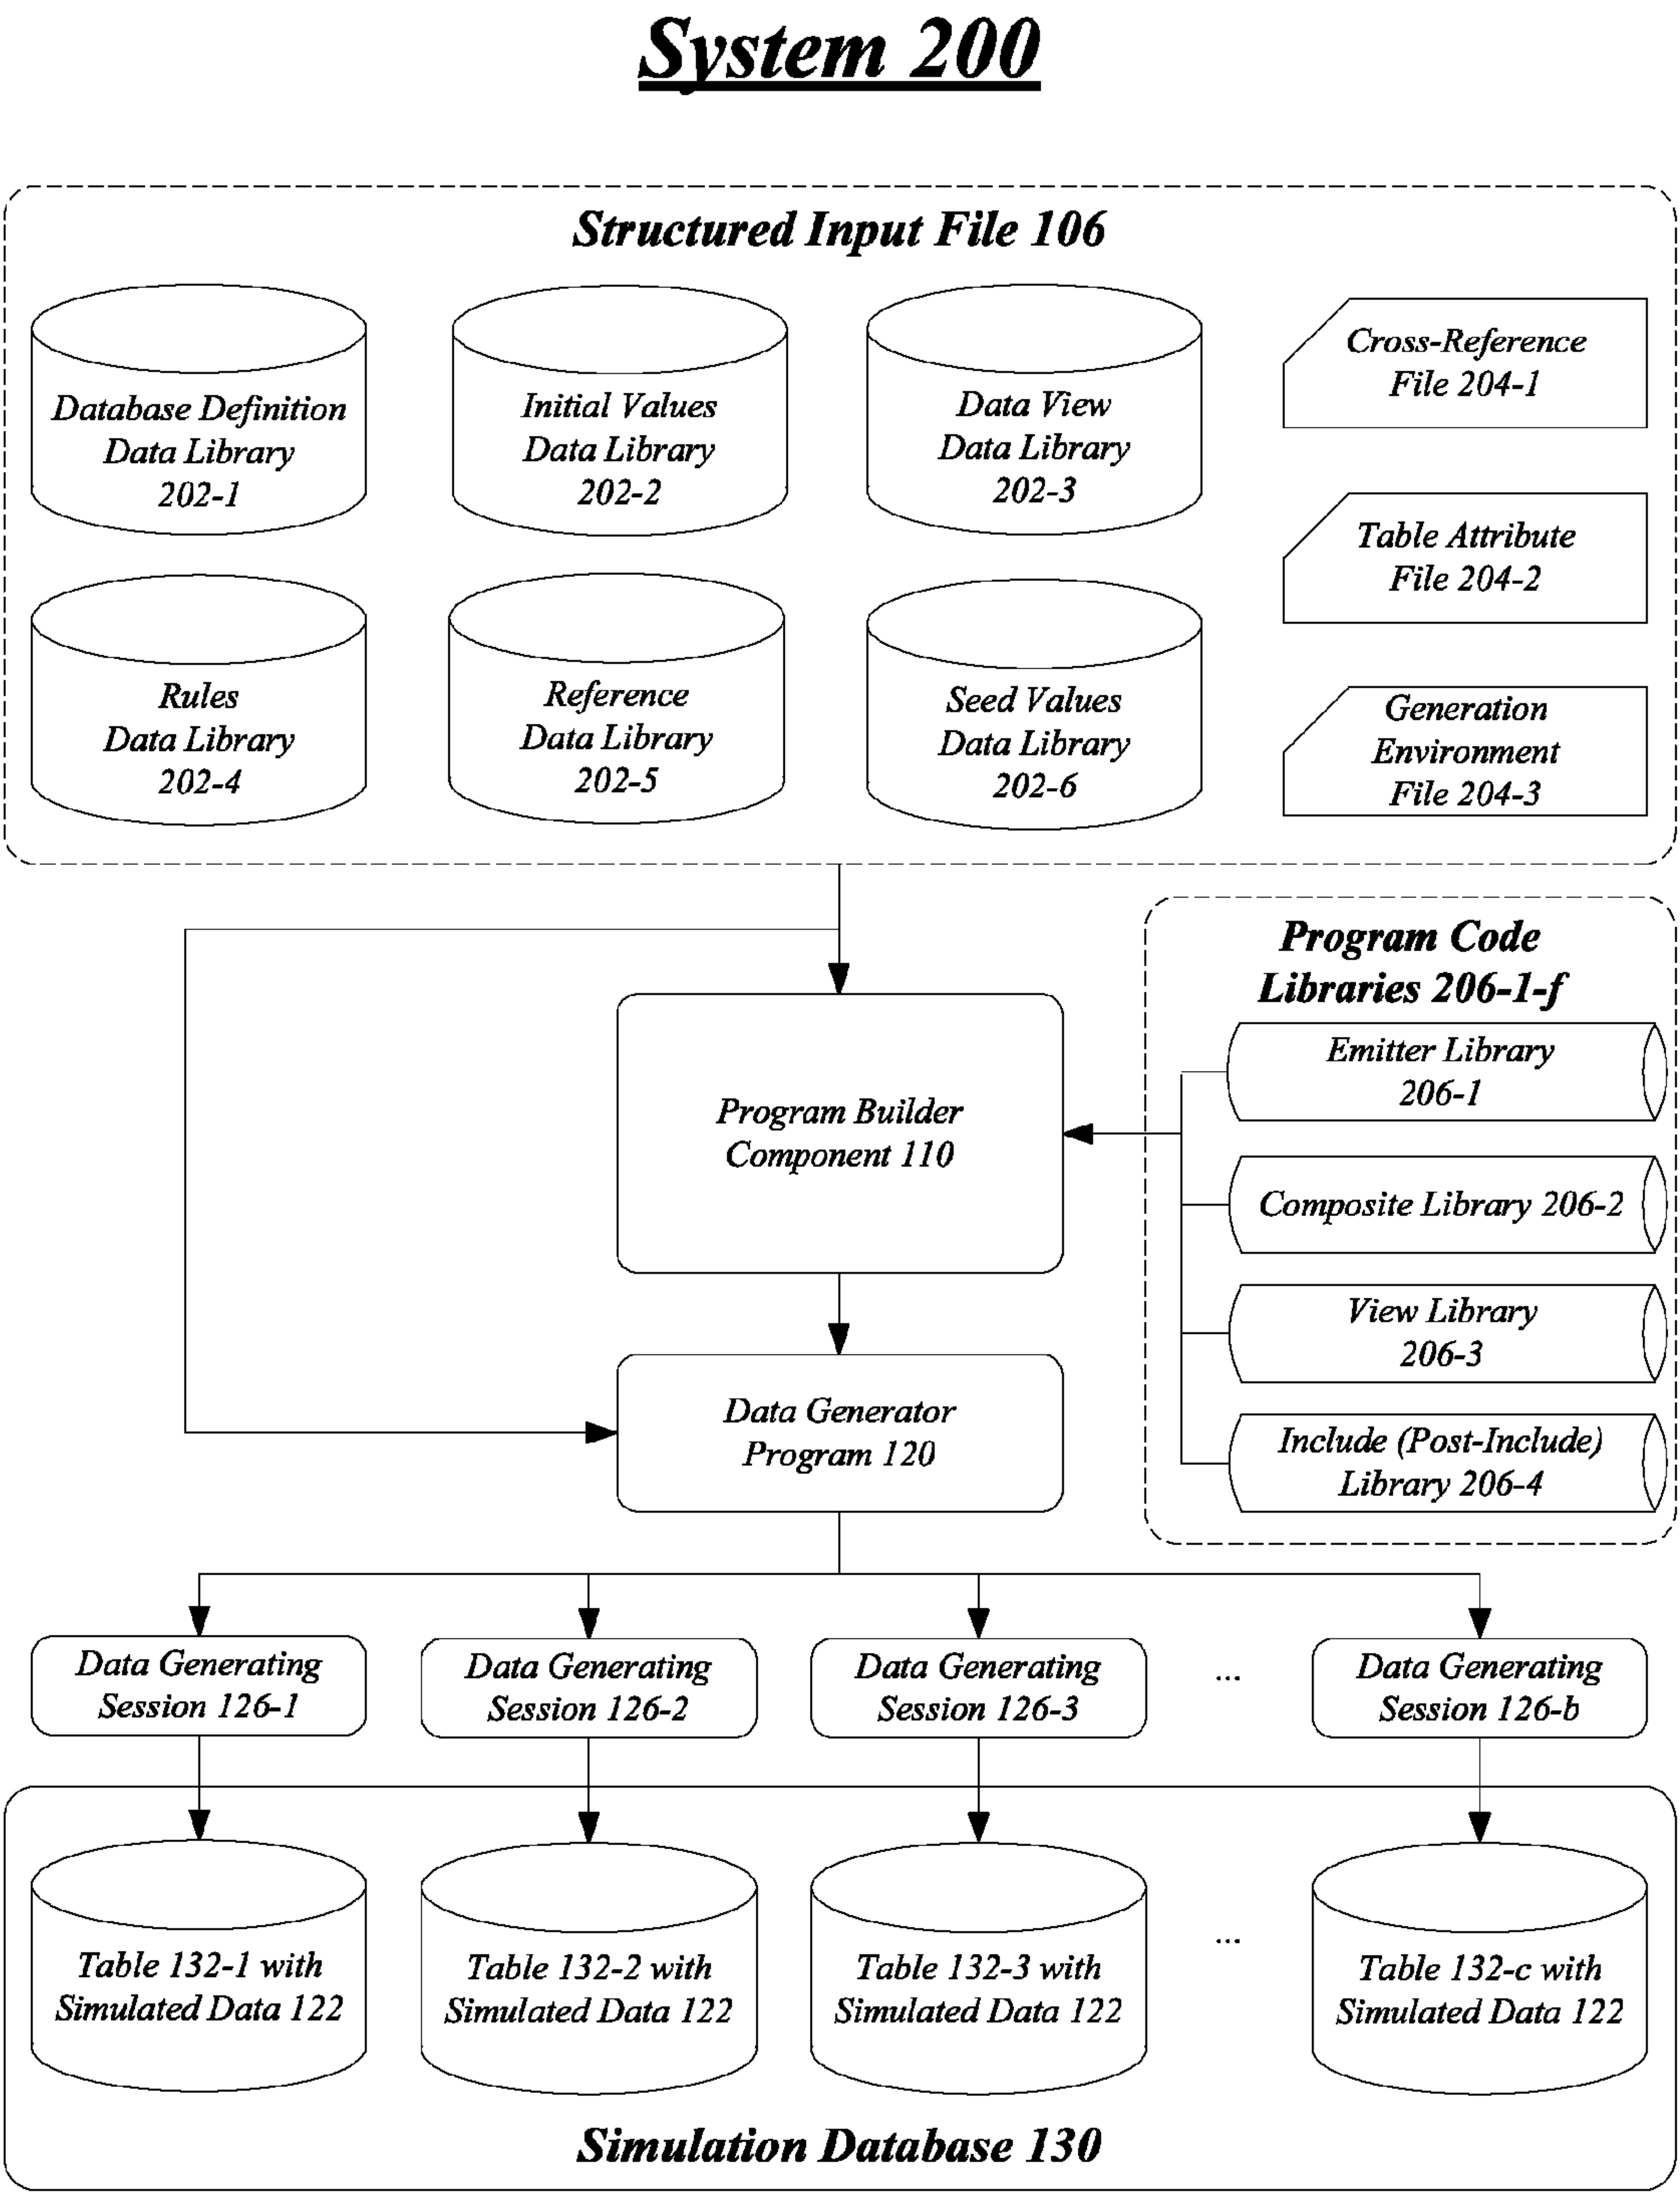 System 200
Structured Input File 106
Database Definition
Data Library
202-1
Initial Values
Data Library
202-2
Data View
Data Library
202-3
Cross-Reference
File 204-1
Table Attribute
File 204-2
Rules
Data Library
202-4
Reference
Data Library
202-5
Seed Values
Data Library
202-6
Generation
Environment
File 204-3
Program Code
Libraries 206-1-f
Emitter Library
206-1
Program Builder
Component 110
Composite Library 206-2
View Library
206-3
Data Generator
Program 120
Include (Post-Include)
Library 206-4
Data Generating
Session 126-1
Data Generating
Session 126-2
Data Generating
Session 126-3
...
Data Generating
Session 126-b
Table 132-1 with
Simulated Data 122
Table 132-2 with
Simulated Data 122
Table 132-3 with
Simulated Data 122
...
Table 132-c with
Simulated Data 122
Simulation Database 130